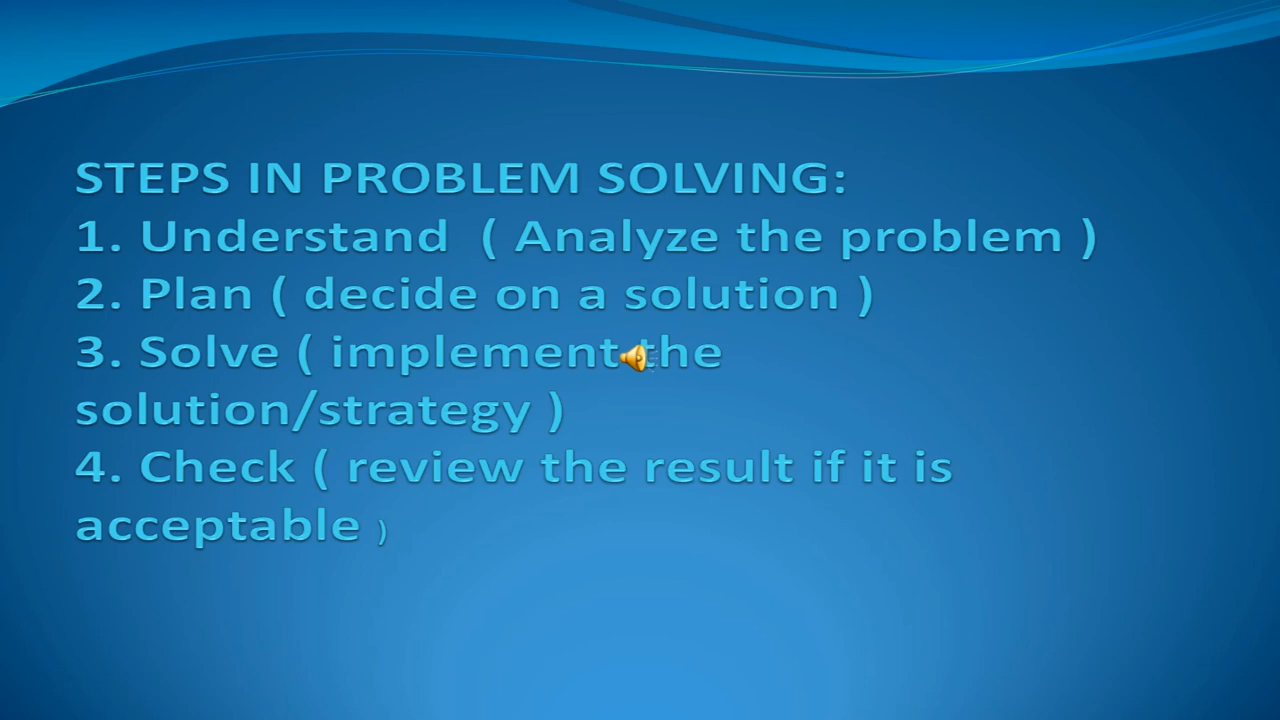 STEPS IN PROBLEM SOLVING:
1. Understand  ( Analyze the problem )
2. Plan ( decide on a solution )
3. Solve ( implement the
solution/strategy )
4. Check ( review the result if it is
acceptable )